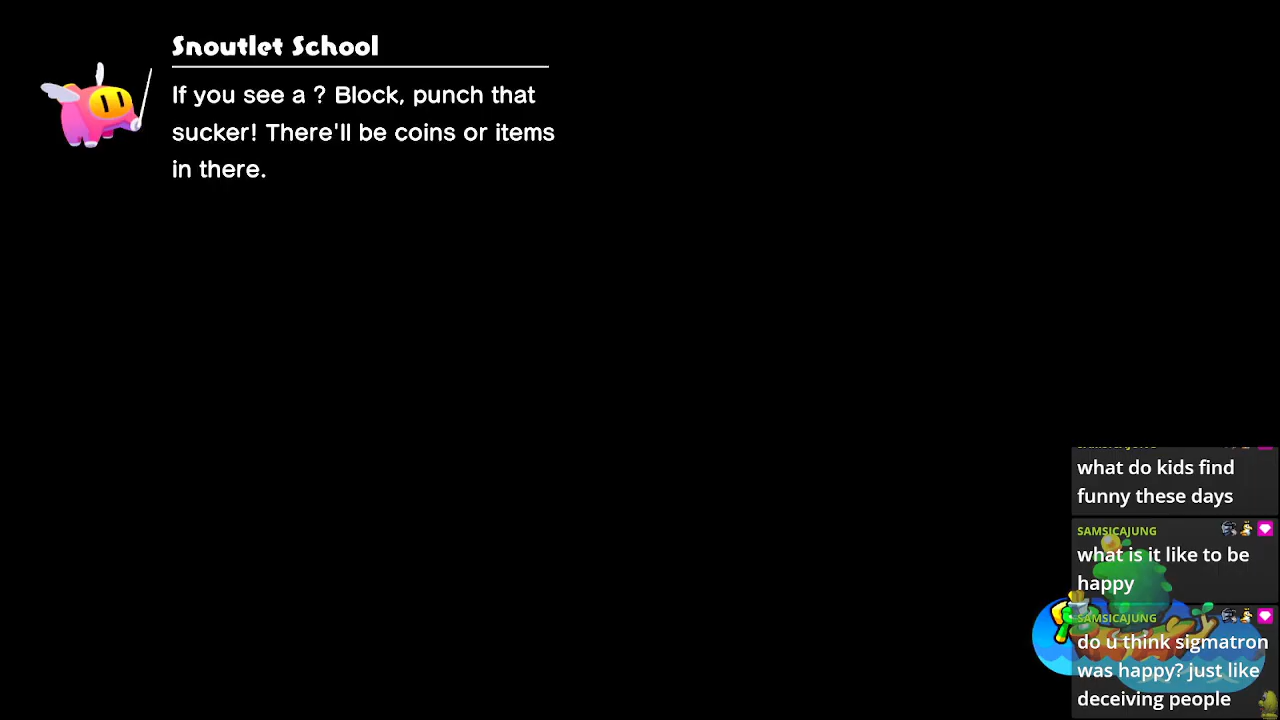 Snoutlet School
If you see a ? Block, punch that
sucker! There'll be coins or items
in there.
what do kids find
funny these days
SAMSICAJUNG
what is it like to be
happy
SAMSICAJUNG
do u think sigmatron
was happy? just like
deceiving people